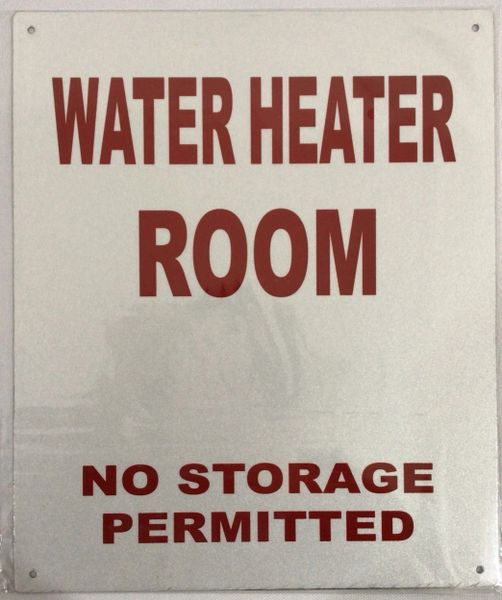 WATER HEATER
ROOM
NO STORAGE
PERMITTED